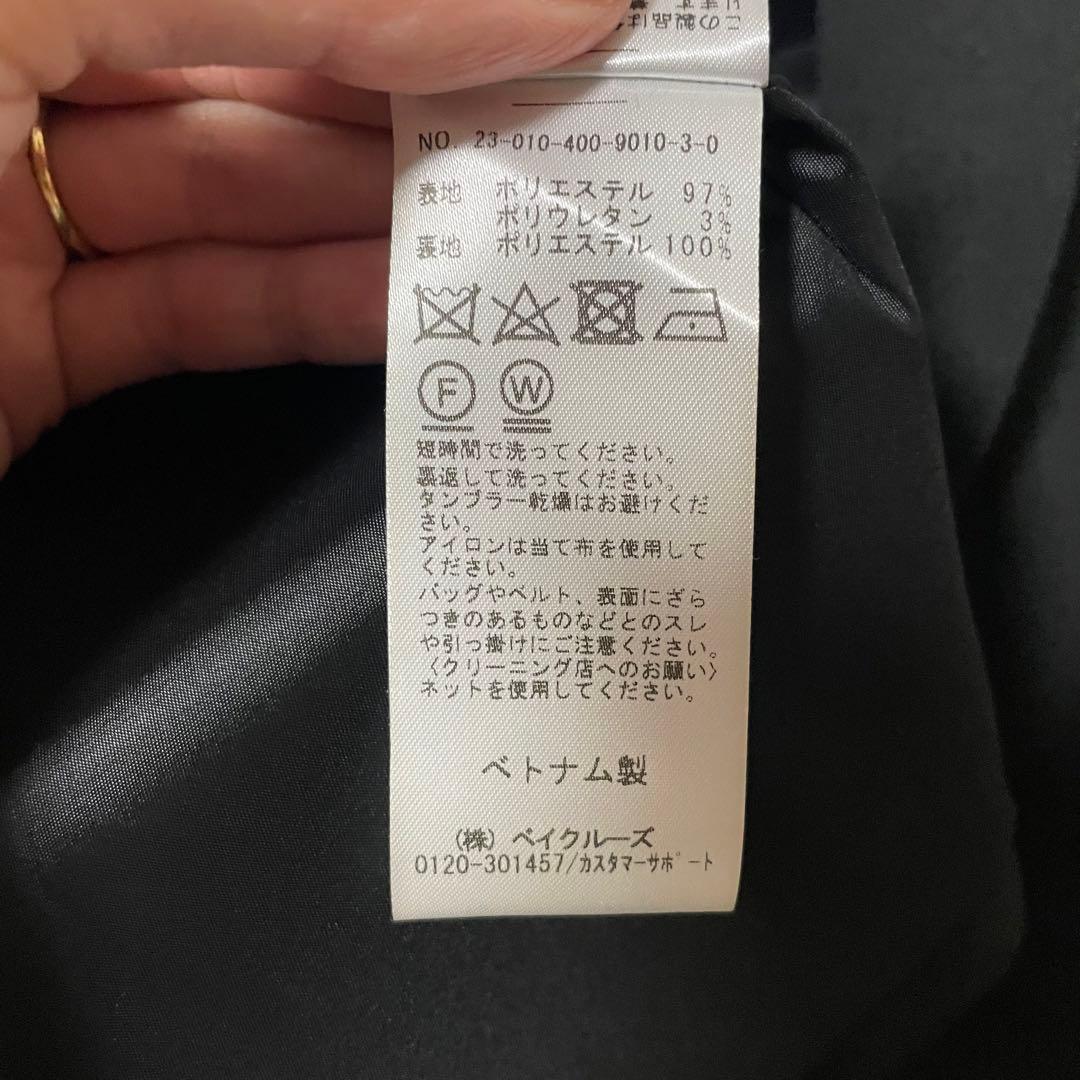 この製品は
NO. 23-010-400-9010-3-0
表地 ポリエステル 97%
ポリウレタン 3%
裏地 ポリエステル 100%
F W
短時間で洗ってください。
裏返して洗ってください。
タンブラー乾燥はお避けくだ
さい。
アイロンは当て布を使用して
ください。
バッグやベルト、表面にざら
つきのあるものなどとのスレ
や引っ掛けにご注意ください。
〈クリーニング店へのお願い〉
ネットを使用してください。
ベトナム製
(株) ベイクルーズ
0120-301457/カスタマーサポート